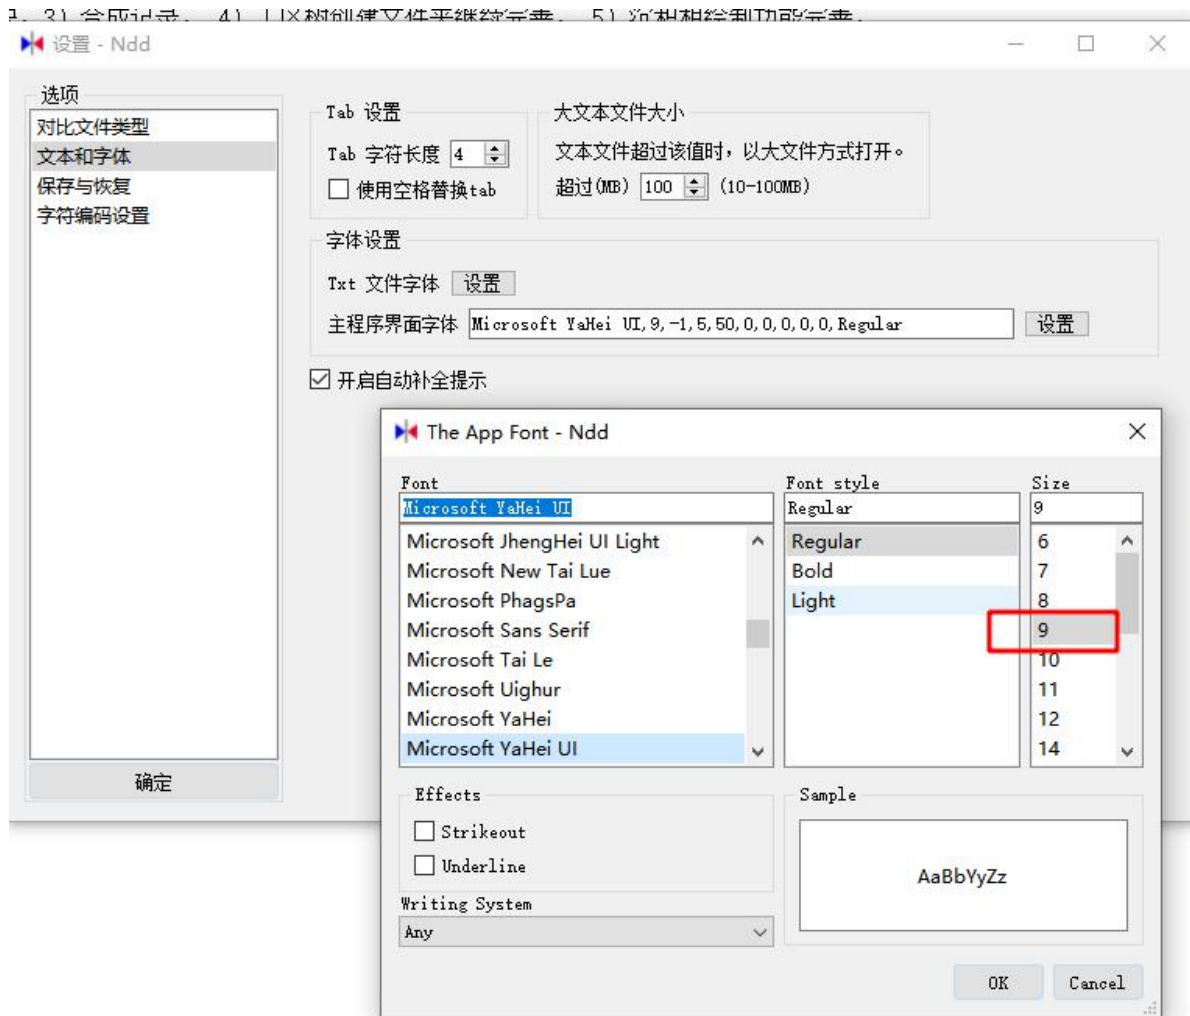 3) 合成记录。 4)
设置 - Ndd
选项
对比文件类型
文本和字体
保存与恢复
字符编码设置
确定
Tab 设置
Tab 字符长度 4
使用空格替换tab
大文本文件大小
文本文件超过该值时，以大文件方式打开。
超过(MB) 100 (10-100MB)
字体设置
Txt 文件字体 设置
主程序界面字体 Microsoft YaHei UI,9,-1,5,50,0,0,0,0,0,Regular 设置
开启自动补全提示
The App Font - Ndd
Font
Microsoft YaHei UI
Microsoft JhengHei UI Light
Microsoft New Tai Lue
Microsoft PhagsPa
Microsoft Sans Serif
Microsoft Tai Le
Microsoft Uighur
Microsoft YaHei
Microsoft YaHei UI
Font style
Regular
Regular
Bold
Light
Size
9
6
7
8
9
10
11
12
14
Effects
Strikeout
Underline
Writing System
Any
Sample
AaBbYyZz
OK Cancel